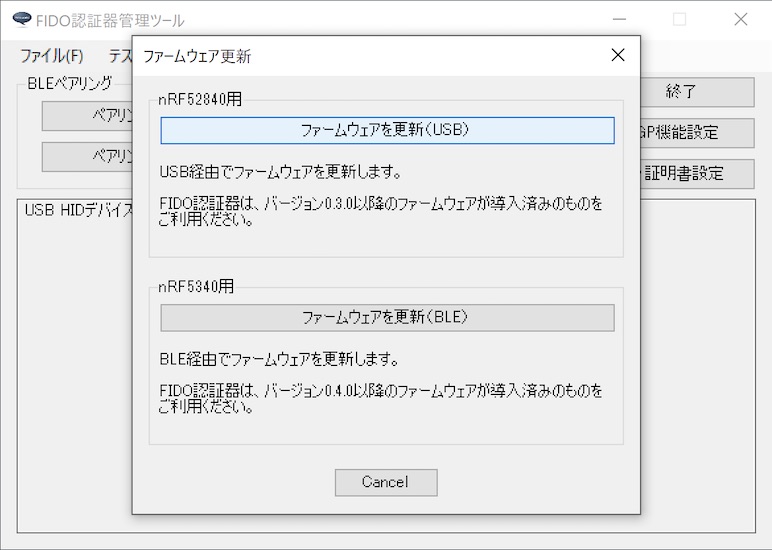 FIDO認証器管理ツール
ファイル(F)
ファームウェア更新
BLEペアリング
nRF52840用
終了
ファームウェアを更新(USB)
GP機能設定
USB経由でファームウェアを更新します。
証明書設定
FIDO認証器は、バージョン0.3.0以降のファームウェアが導入済みのものを
ご利用ください。
USB HIDデバイス
nRF5340用
ファームウェアを更新(BLE)
BLE経由でファームウェアを更新します。
FIDO認証器は、バージョン0.4.0以降のファームウェアが導入済みのものを
ご利用ください。
Cancel